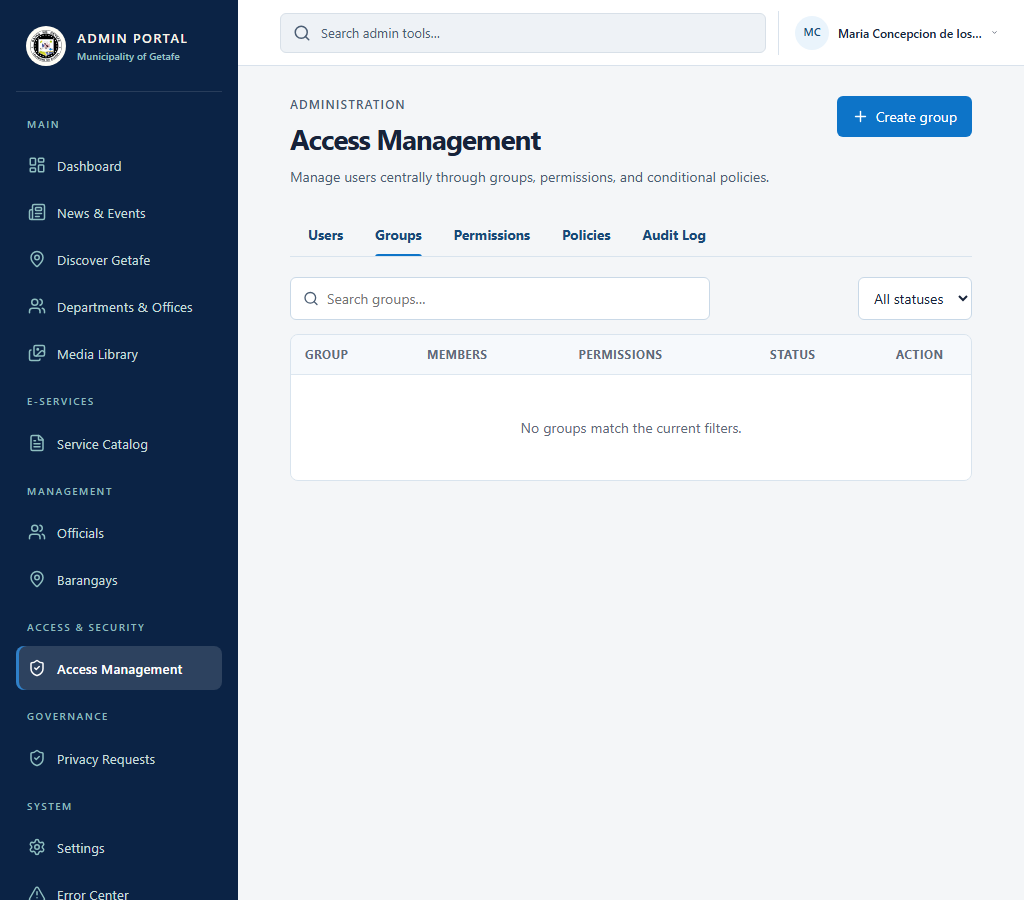 ADMIN PORTAL
Municipality of Getafe
MAIN
Dashboard
News & Events
Discover Getafe
Departments & Offices
Media Library
E-SERVICES
Service Catalog
MANAGEMENT
Officials
Barangays
ACCESS & SECURITY
Access Management
GOVERNANCE
Privacy Requests
SYSTEM
Settings
Error Center
Search admin tools...
MC
Maria Concepcion de los...
ADMINISTRATION
Access Management
Manage users centrally through groups, permissions, and conditional policies.
Create group
Users Groups Permissions Policies Audit Log
Search groups...
All statuses
GROUP MEMBERS PERMISSIONS STATUS ACTION
No groups match the current filters.